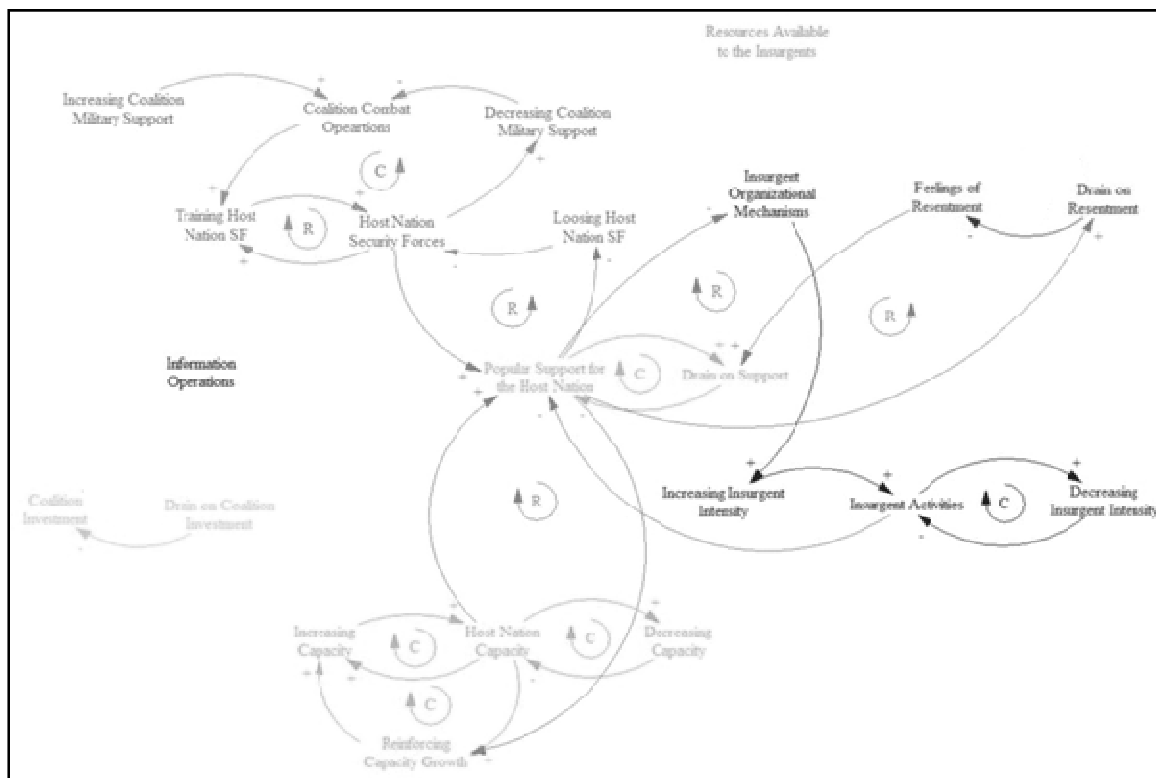 Resources Available
to the Insurgents
Increasing Coalition
Military Support
Coalition Combat
Opeartions
Decreasing Coalition
Military Support
Training Host
Nation SF
R
C
Host Nation
Security Forces
Loosing Host
Nation SF
Insurgent
Organizational
Mechanisms
Feelings of
Resentment
Drain on
Resentment
R
R
R
Information
Operations
Popular Support for
the Host Nation
C
Drain on Support
Coalition
Investment
Drain on Coalition
Investment
R
Increasing Insurgent
Intensity
Insurgent Activities
C
Decreasing
Insurgent Intensity
Increasing
Capacity
C
Host Nation
Capacity
C
Decreasing
Capacity
C
Reinforcing
Capacity Growth